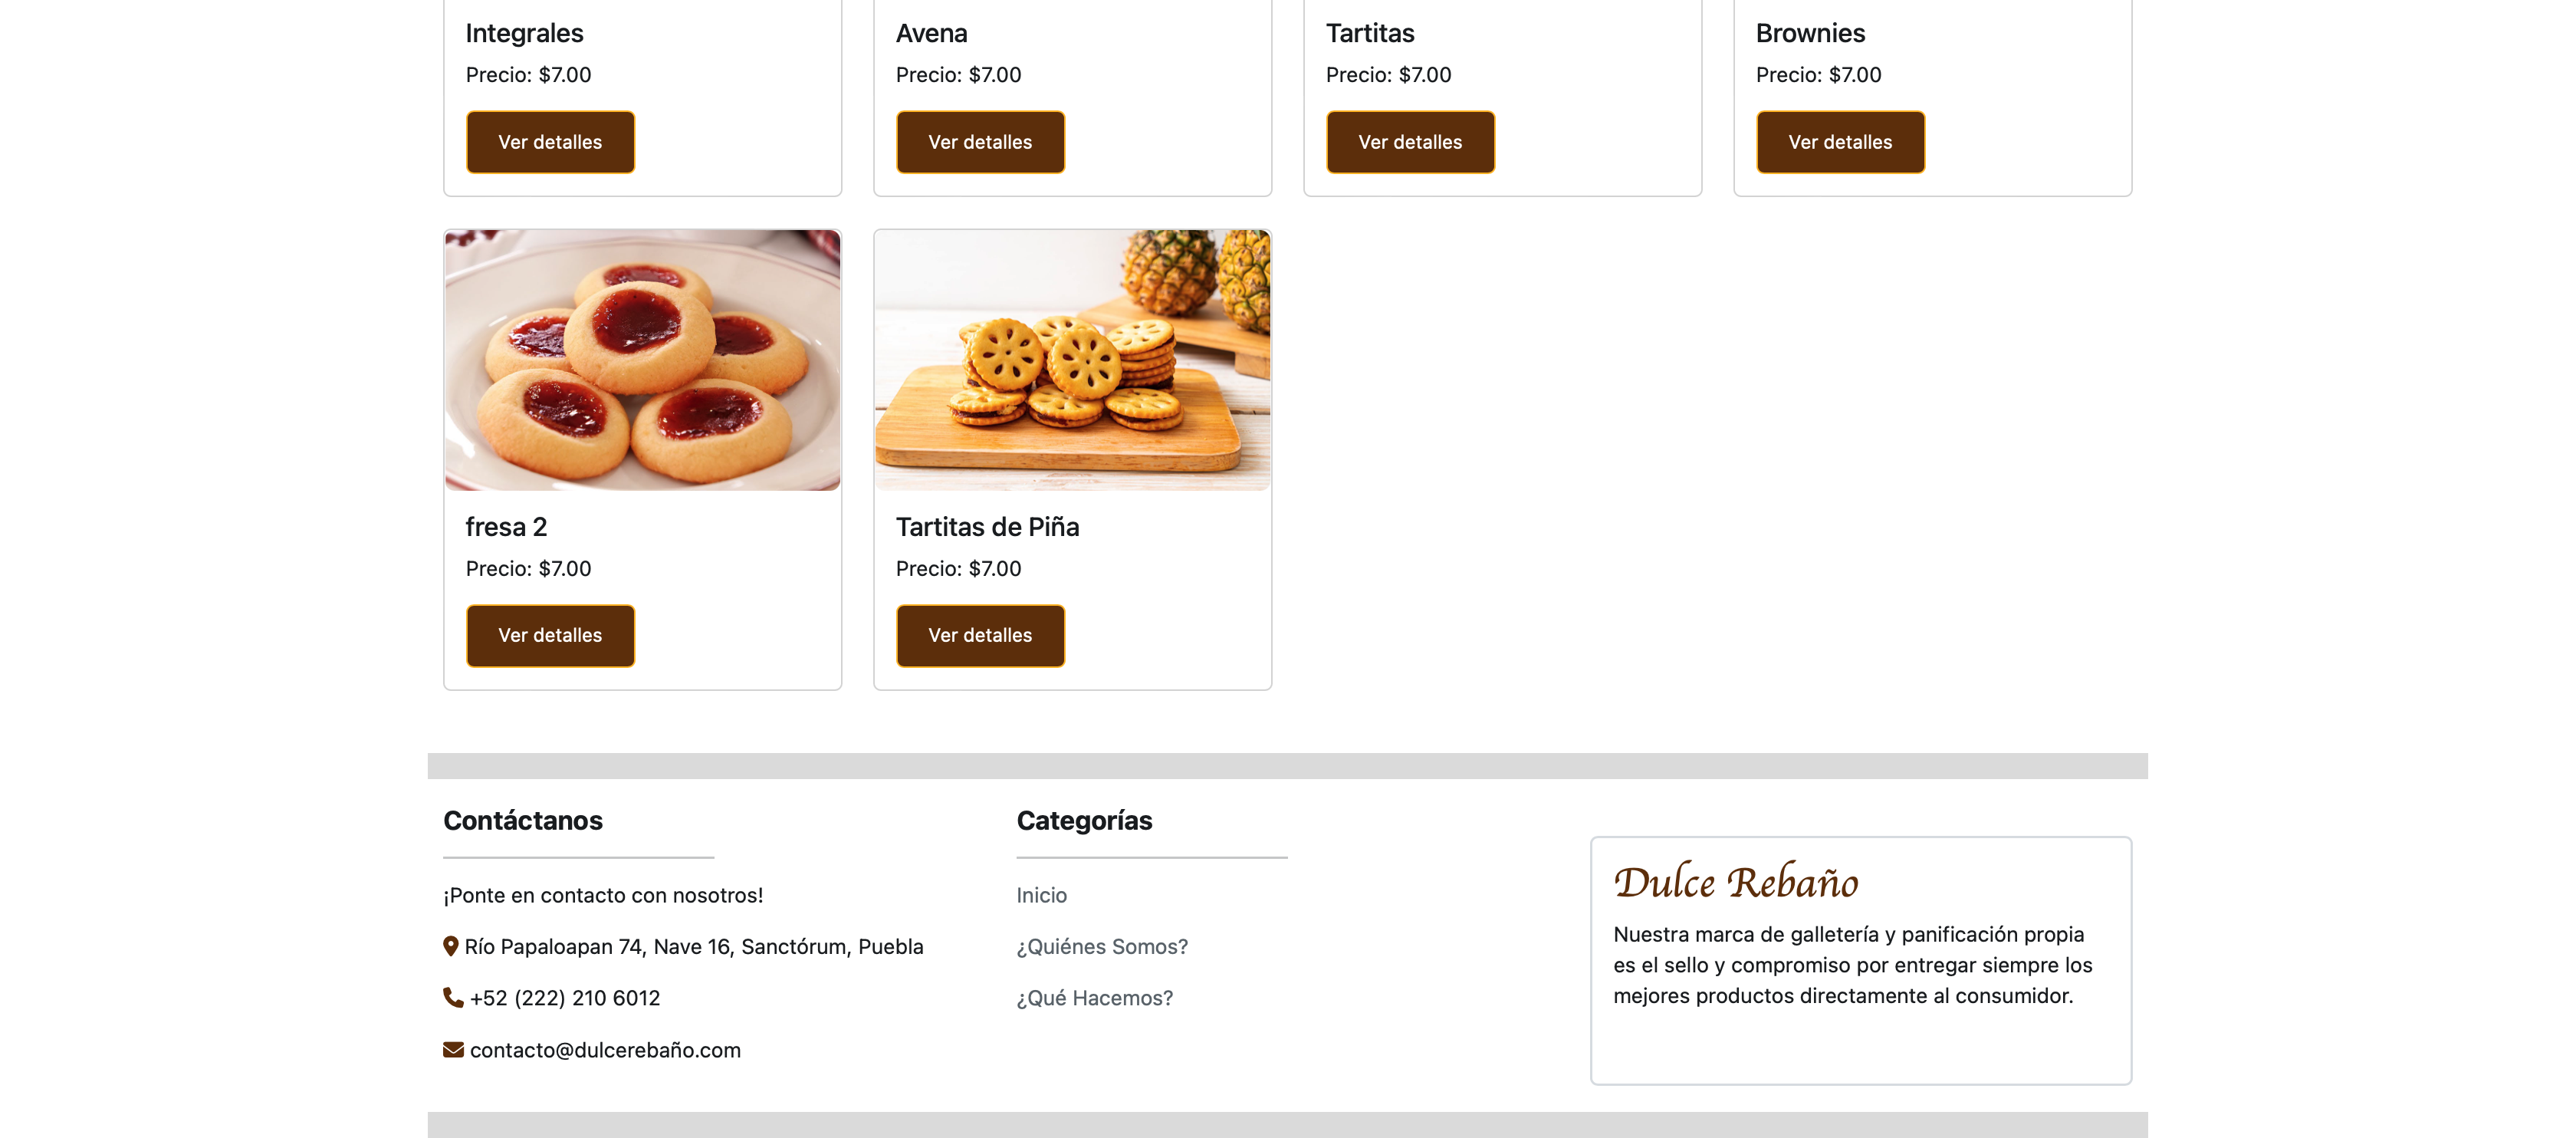 Integrales
Avena
Tartitas
Brownies
Precio: $7.00
Precio: $7.00
Precio: $7.00
Precio: $7.00
Ver detalles
Ver detalles
Ver detalles
Ver detalles
fresa 2
Tartitas de Piña
Precio: $7.00
Precio: $7.00
Ver detalles
Ver detalles
Contáctanos
¡Ponte en contacto con nosotros!
Río Papaloapan 74, Nave 16, Sanctórum, Puebla
+52 (222) 210 6012
contacto@dulcerebaño.com
Categorías
Inicio
¿Quiénes Somos?
¿Qué Hacemos?
Dulce Rebaño
Nuestra marca de galletería y panificación propia
es el sello y compromiso por entregar siempre los
mejores productos directamente al consumidor.